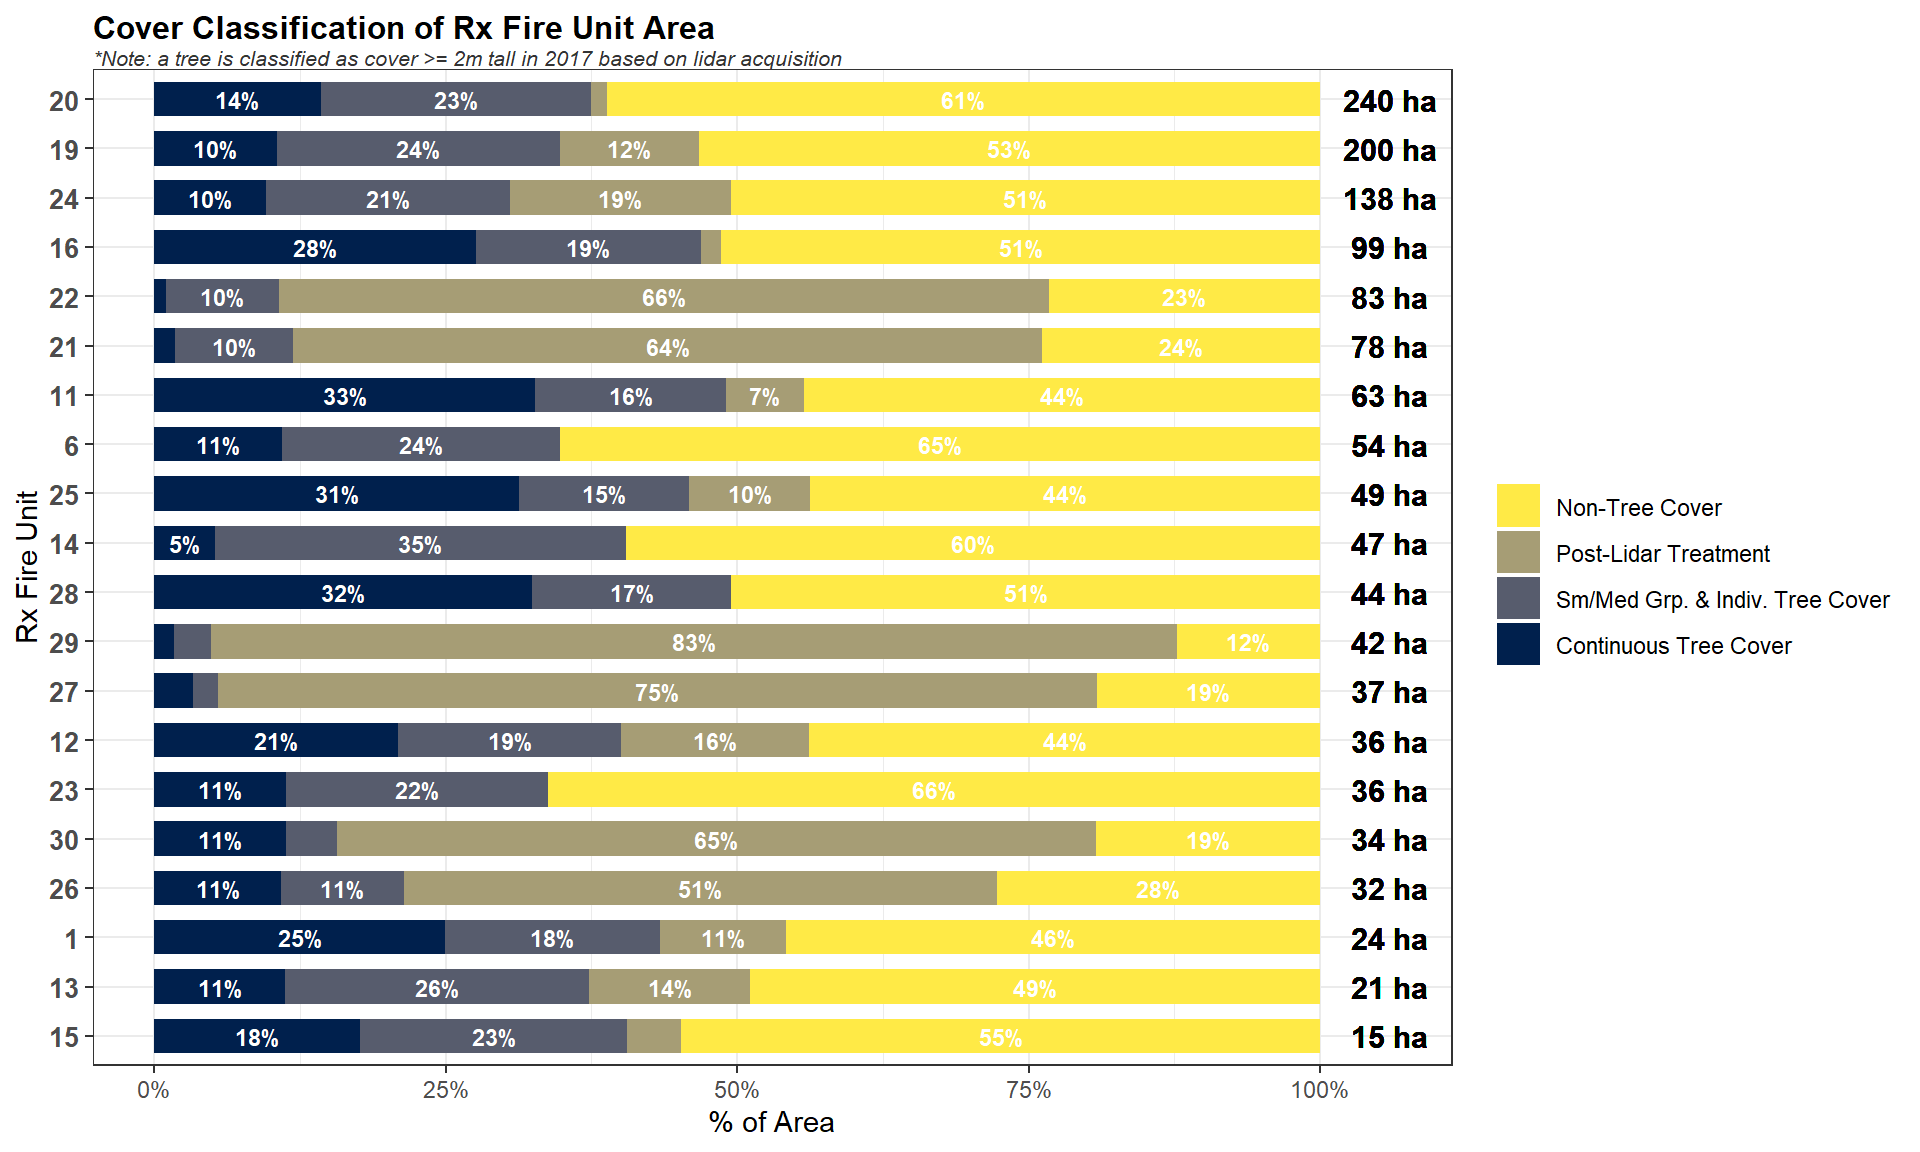 Cover Classification of Rx Fire Unit Area
*Note: a tree is classified as cover >= 2m tall in 2017 based on lidar acquisition
20 14% 23% 61% 240 ha
19 10% 24% 12% 53% 200 ha
24 10% 21% 19% 51% 138 ha
16 28% 19% 51% 99 ha
22 10% 66% 23% 83 ha
21 10% 64% 24% 78 ha
11 33% 16% 7% 44% 63 ha
6 11% 24% 65% 54 ha
25 31% 15% 10% 44% 49 ha
14 5% 35% 60% 47 ha
28 32% 17% 51% 44 ha
29 83% 12% 42 ha
27 75% 19% 37 ha
12 21% 19% 16% 44% 36 ha
23 11% 22% 66% 36 ha
30 11% 65% 19% 34 ha
26 11% 11% 51% 28% 32 ha
1 25% 18% 11% 46% 24 ha
13 11% 26% 14% 49% 21 ha
15 18% 23% 55% 15 ha
0% 25% 50% 75% 100%
% of Area
Rx Fire Unit
Non-Tree Cover
Post-Lidar Treatment
Sm/Med Grp. & Indiv. Tree Cover
Continuous Tree Cover